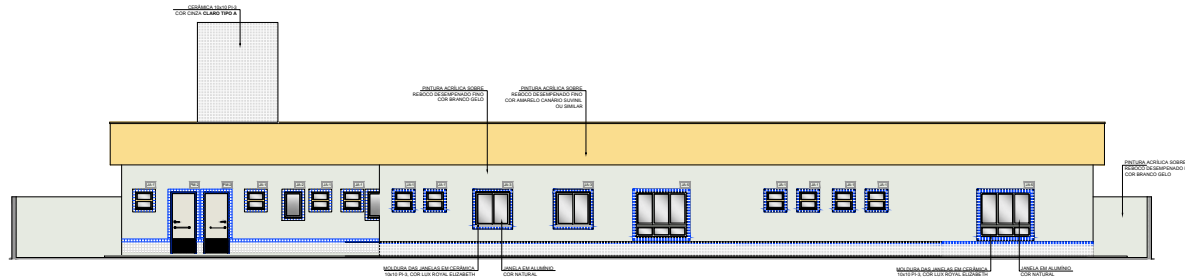 CERÂMICA 10x10 PI-3
COR CINZA CLARO TIPO A
PINTURA ACRÍLICA SOBRE
REBOCO DESEMPENADO FINO
COR BRANCO GELO
PINTURA ACRÍLICA SOBRE
REBOCO DESEMPENADO FINO
COR AMARELO CANÁRIO SUVINIL
OU SIMILAR
PINTURA ACRÍLICA SOBRE
REBOCO DESEMPENADO
COR BRANCO GELO
MOLDURA DAS JANELAS EM CERÂMICA
10x10 PI-3, COR LUX ROYAL ELIZABETH
JANELA EM ALUMÍNIO
COR NATURAL
MOLDURA DAS JANELAS EM CERÂMICA
10x10 PI-3, COR LUX ROYAL ELIZABETH
JANELA EM ALUMÍNIO
COR NATURAL